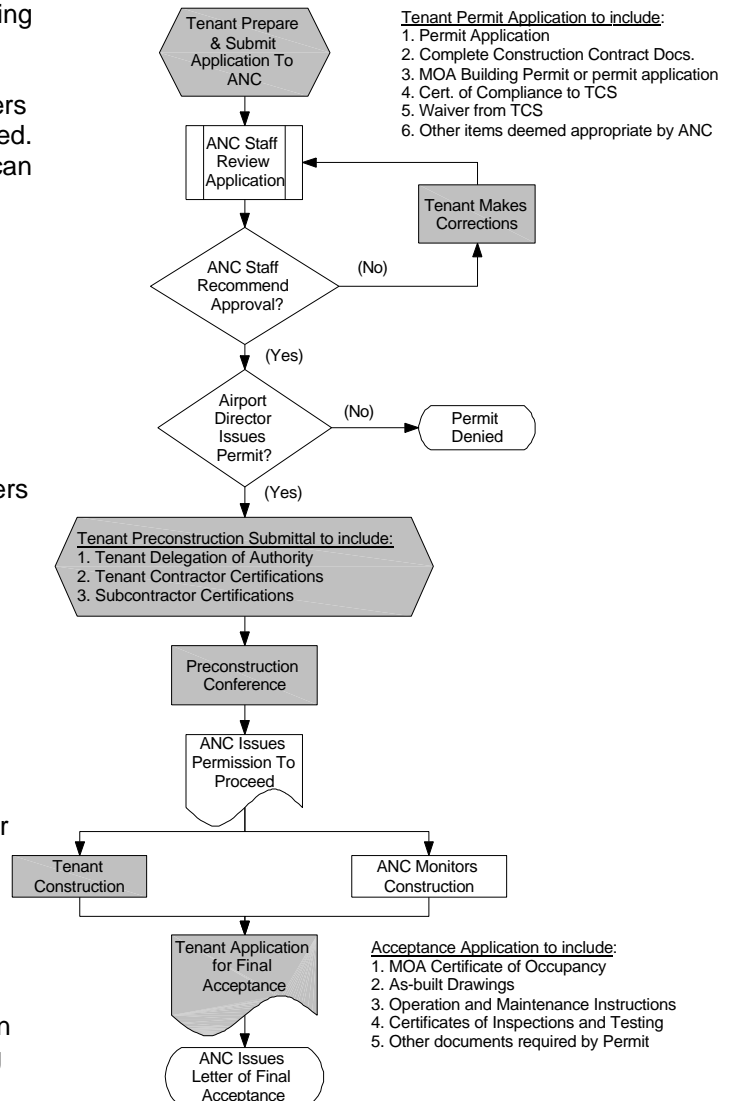 ing
ers
ed.
can
ers
r
n
g
Tenant Prepare
& Submit
Application To
ANC
Tenant Permit Application to include:
1. Permit Application
2. Complete Construction Contract Docs.
3. MOA Building Permit or permit application
4. Cert. of Compliance to TCS
5. Waiver from TCS
6. Other items deemed appropriate by ANC
ANC Staff
Review
Application
Tenant Makes
Corrections
ANC Staff
Recommend
Approval?
(No)
(Yes)
Airport
Director
Issues
Permit?
(No)
Permit
Denied
(Yes)
Tenant Preconstruction Submittal to include:
1. Tenant Delegation of Authority
2. Tenant Contractor Certifications
3. Subcontractor Certifications
Preconstruction
Conference
ANC Issues
Permission To
Proceed
Tenant
Construction
ANC Monitors
Construction
Tenant Application
for Final
Acceptance
Acceptance Application to include:
1. MOA Certificate of Occupancy
2. As-built Drawings
3. Operation and Maintenance Instructions
4. Certificates of Inspections and Testing
5. Other documents required by Permit
ANC Issues
Letter of Final
Acceptance